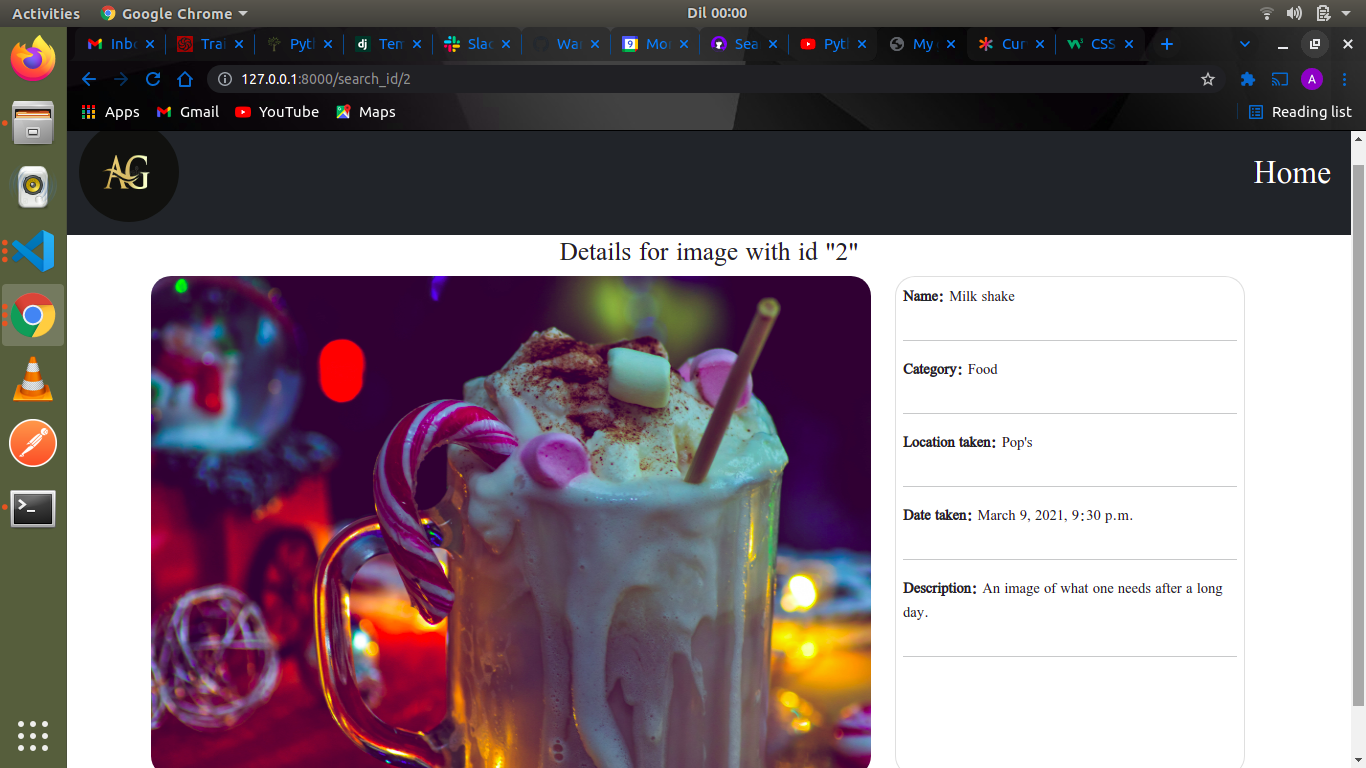 Activities Google Chrome Dil 00:00
Inbo Trai Pyth Tem Slac Wa Mor Sea Pyth My Cur CSS
127.0.0.1:8000/search_id/2 A
Apps Gmail YouTube Maps Reading list
AG Home
Details for image with id "2"
Name: Milk shake
Category: Food
Location taken: Pop's
Date taken: March 9, 2021, 9:30 p.m.
Description: An image of what one needs after a long
day.